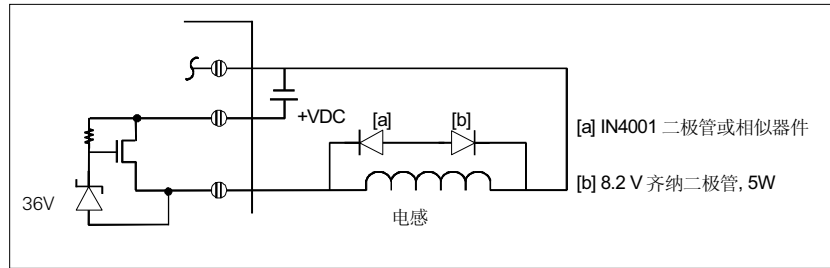 +VDC
[a]
[b]
[a] IN4001 二极管或相似器件
[b] 8.2 V 齐纳二极管, 5W
36V
电感